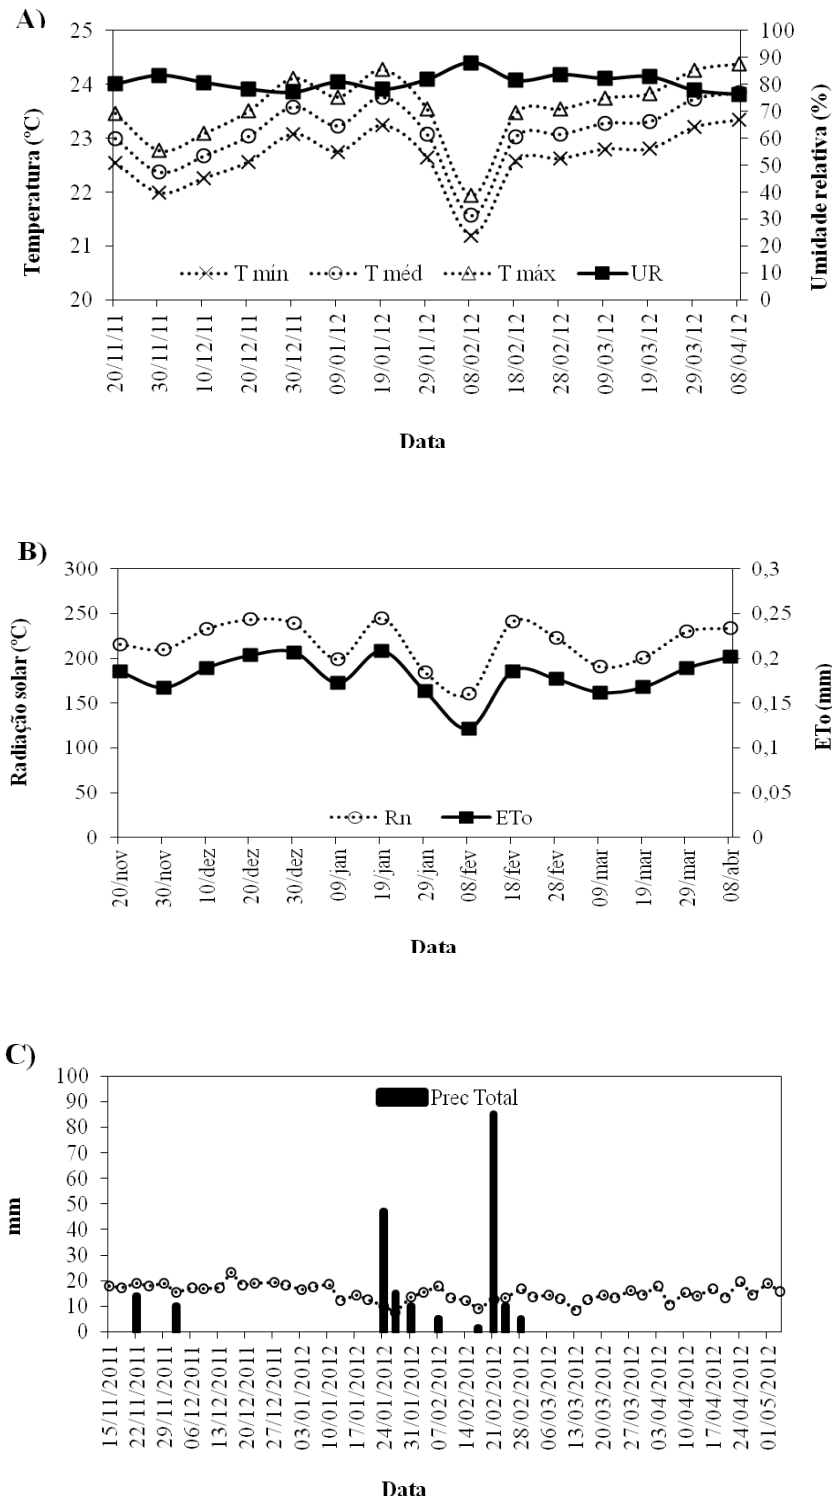 A)
25
24
23
22
21
20
Temperatura (ºC)
100
90
80
70
60
50
40
30
20
10
0
Umidade relativa (%)
T mín T méd T máx UR
20/11/11 30/11/11 10/12/11 20/12/11 30/12/11 09/01/12 19/01/12 29/01/12 08/02/12 18/02/12 28/02/12 09/03/12 19/03/12 29/03/12 08/04/12
Data
B)
300
250
200
150
100
50
0
Radiação solar (ºC)
0,3
0,25
0,2
0,15
0,1
0,05
0
ETo (mm)
Rn ETo
20/nov 30/nov 10/dez 20/dez 30/dez 09/jan 19/jan 29/jan 08/fev 18/fev 28/fev 09/mar 19/mar 29/mar 08/abr
Data
C)
100
90
80
70
60
50
40
30
20
10
0
mm
Prec Total
15/11/2011 22/11/2011 29/11/2011 06/12/2011 13/12/2011 20/12/2011 27/12/2011 03/01/2012 10/01/2012 17/01/2012 24/01/2012 31/01/2012 07/02/2012 14/02/2012 21/02/2012 28/02/2012 06/03/2012 13/03/2012 20/03/2012 27/03/2012 03/04/2012 10/04/2012 17/04/2012 24/04/2012 01/05/2012
Data